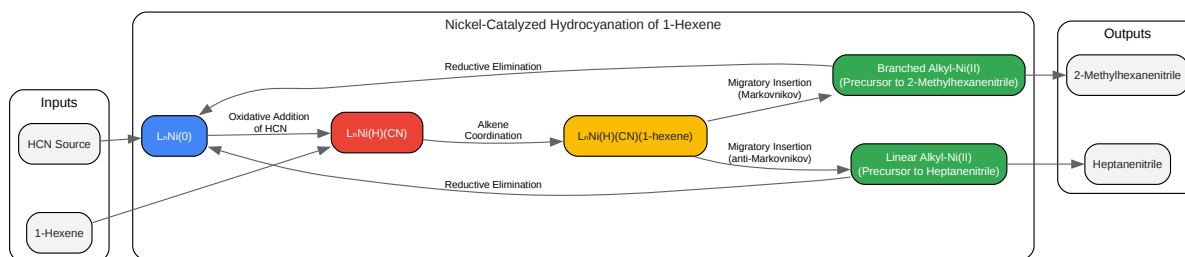 Nickel-Catalyzed Hydrocyanation of 1-Hexene
Inputs
HCN Source
1-Hexene
LₙNi(0)
Oxidative Addition
of HCN
LₙNi(H)(CN)
Alkene
Coordination
LₙNi(H)(CN)(1-hexene)
Reductive Elimination
Migratory Insertion
(Markovnikov)
Migratory Insertion
(anti-Markovnikov)
Reductive Elimination
Branched Alkyl-Ni(II)
(Precursor to 2-Methylhexanenitrile)
Linear Alkyl-Ni(II)
(Precursor to Heptanenitrile)
Outputs
2-Methylhexanenitrile
Heptanenitrile